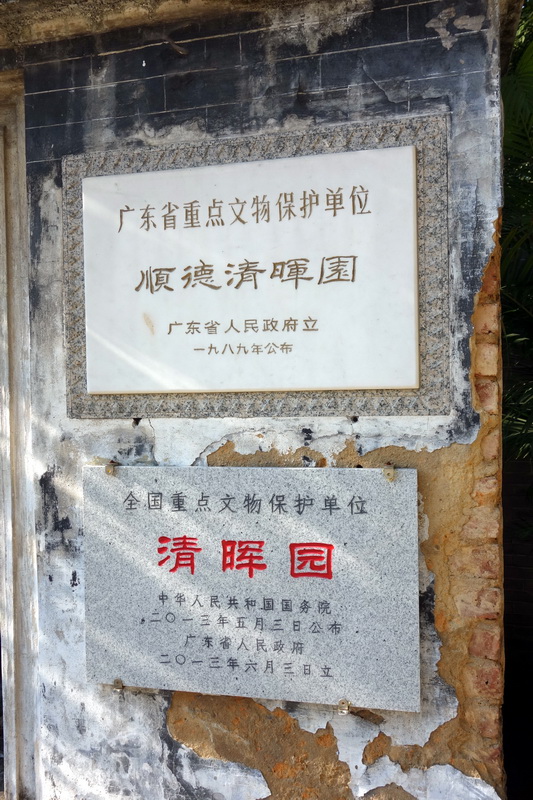 广东省重点文物保护单位
順德清暉園
广东省人民政府立
一九八九年公布
全国重点文物保护单位
清晖园
中华人民共和国国务院
二〇一三年五月三日公布
广东省人民政府
二〇一三年六月三日立